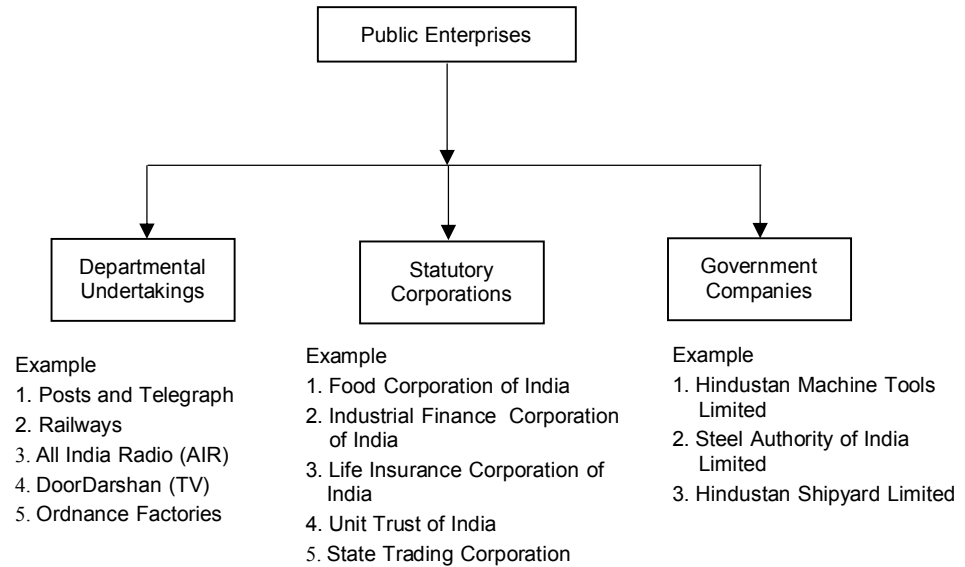 Public Enterprises
Departmental
Undertakings
Statutory
Corporations
Government
Companies
Example
1. Posts and Telegraph
2. Railways
3. All India Radio (AIR)
4. DoorDarshan (TV)
5. Ordnance Factories
Example
1. Food Corporation of India
2. Industrial Finance Corporation
of India
3. Life Insurance Corporation of
India
4. Unit Trust of India
5. State Trading Corporation
Example
1. Hindustan Machine Tools
Limited
2. Steel Authority of India
Limited
3. Hindustan Shipyard Limited